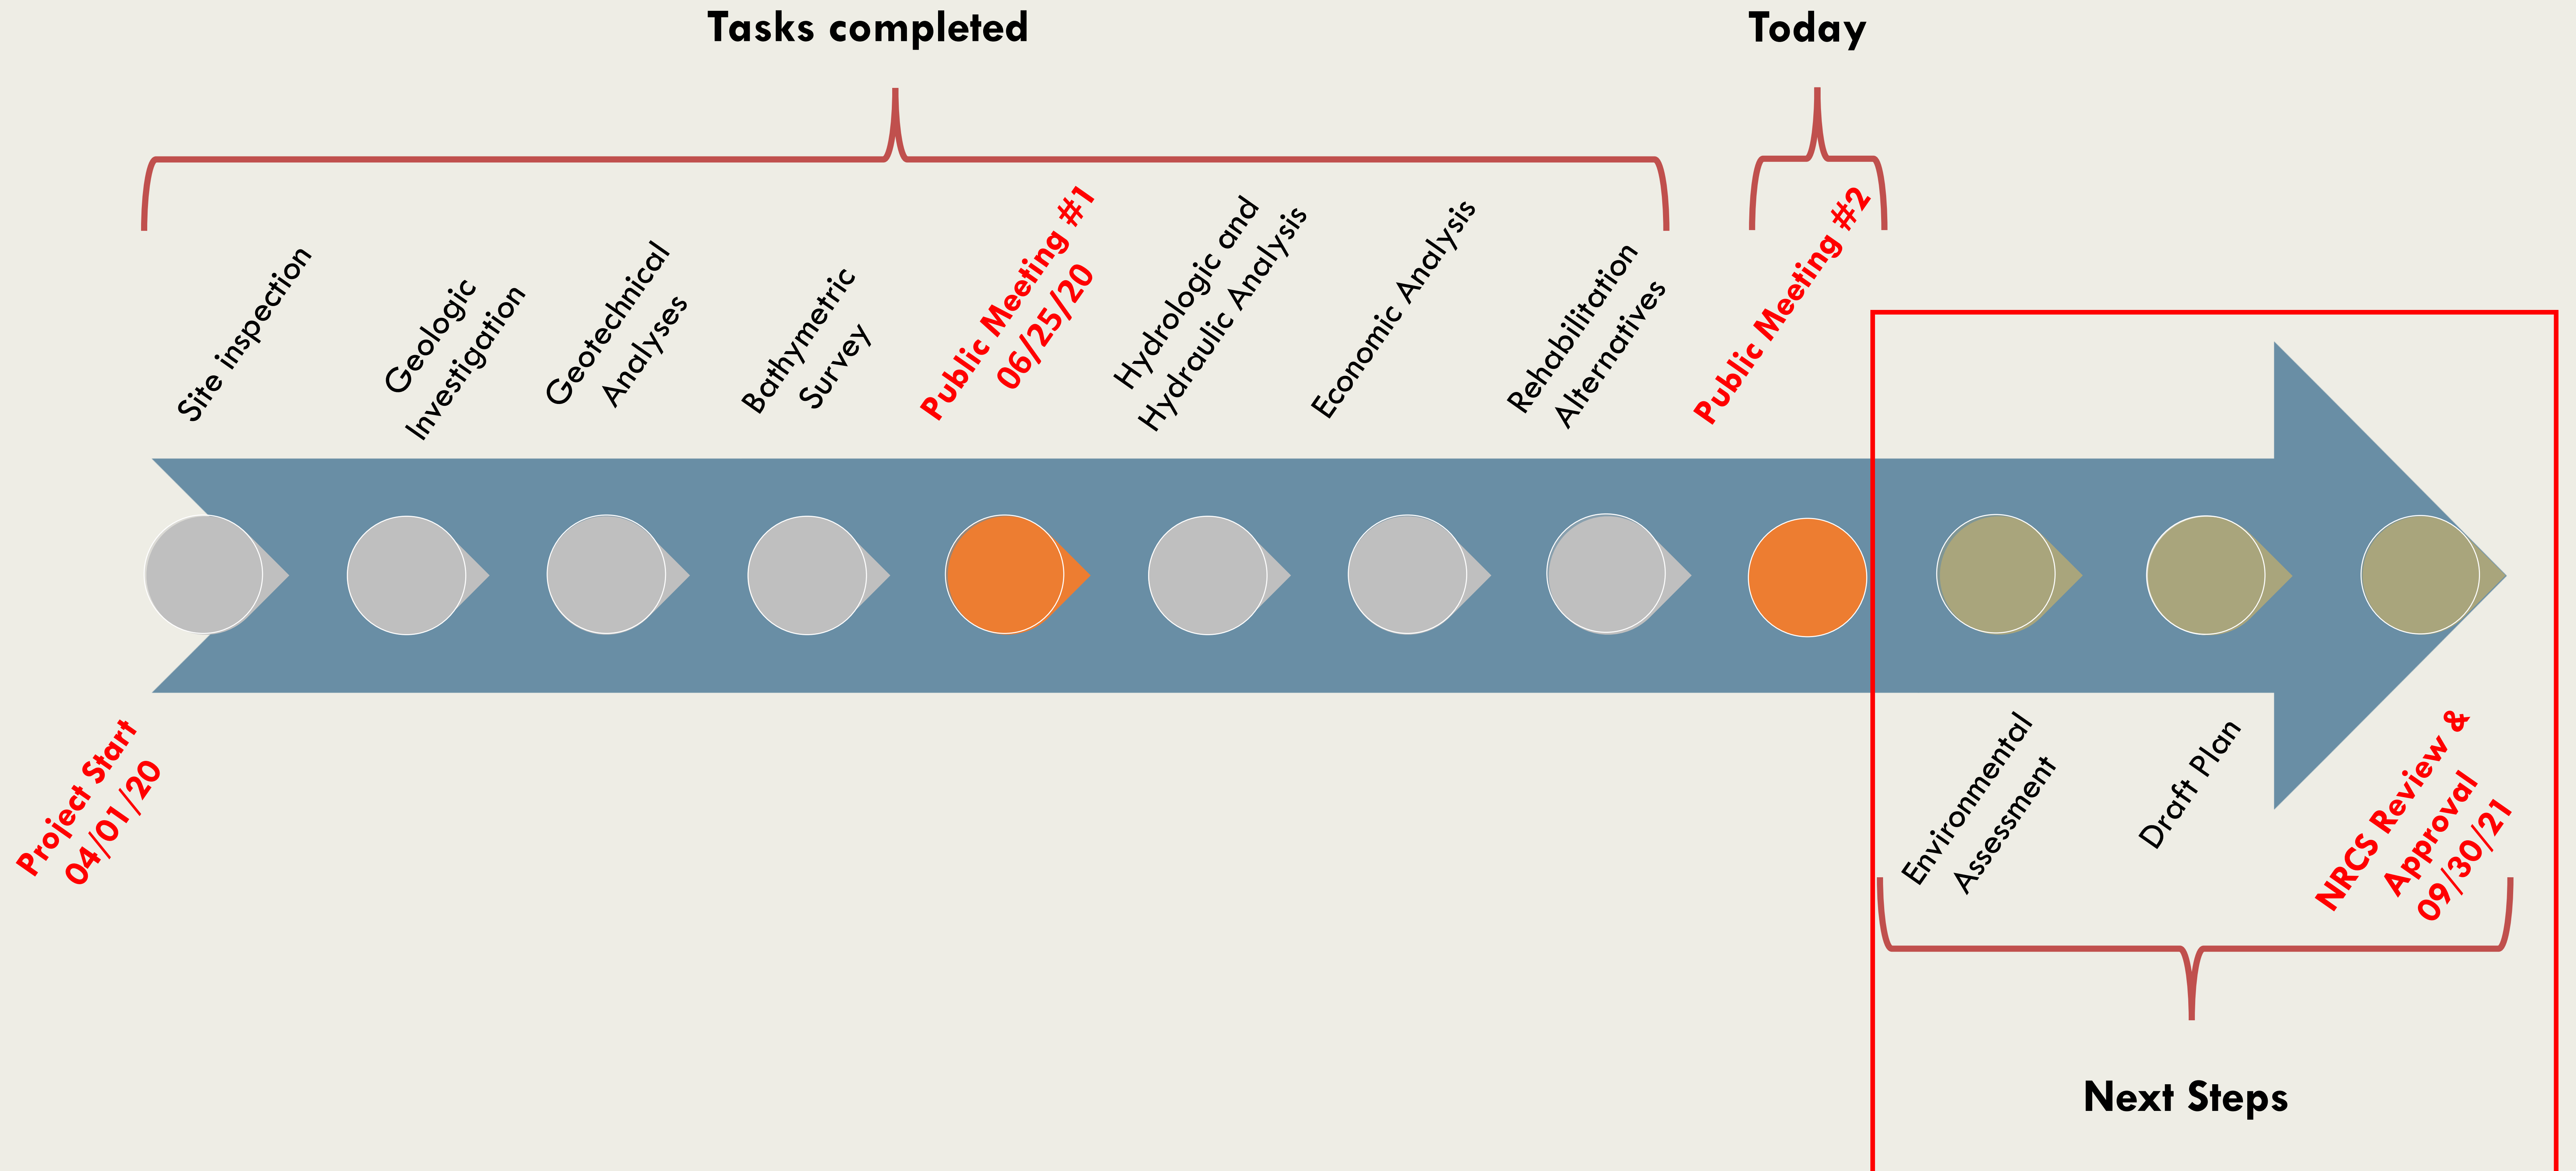 Tasks completed
Today
Site inspection
Geologic
Investigation
Geotechnical
Analyses
Bathymetric
Survey
Public Meeting #1
06/25/20
Hydrologic and
Hydraulic Analysis
Economic Analysis
Rehabilitation
Alternatives
Public Meeting #2
Project Start
04/01/20
Environmental
Assessment
Draft Plan
NRCS Review &
Approval
09/30/21
Next Steps